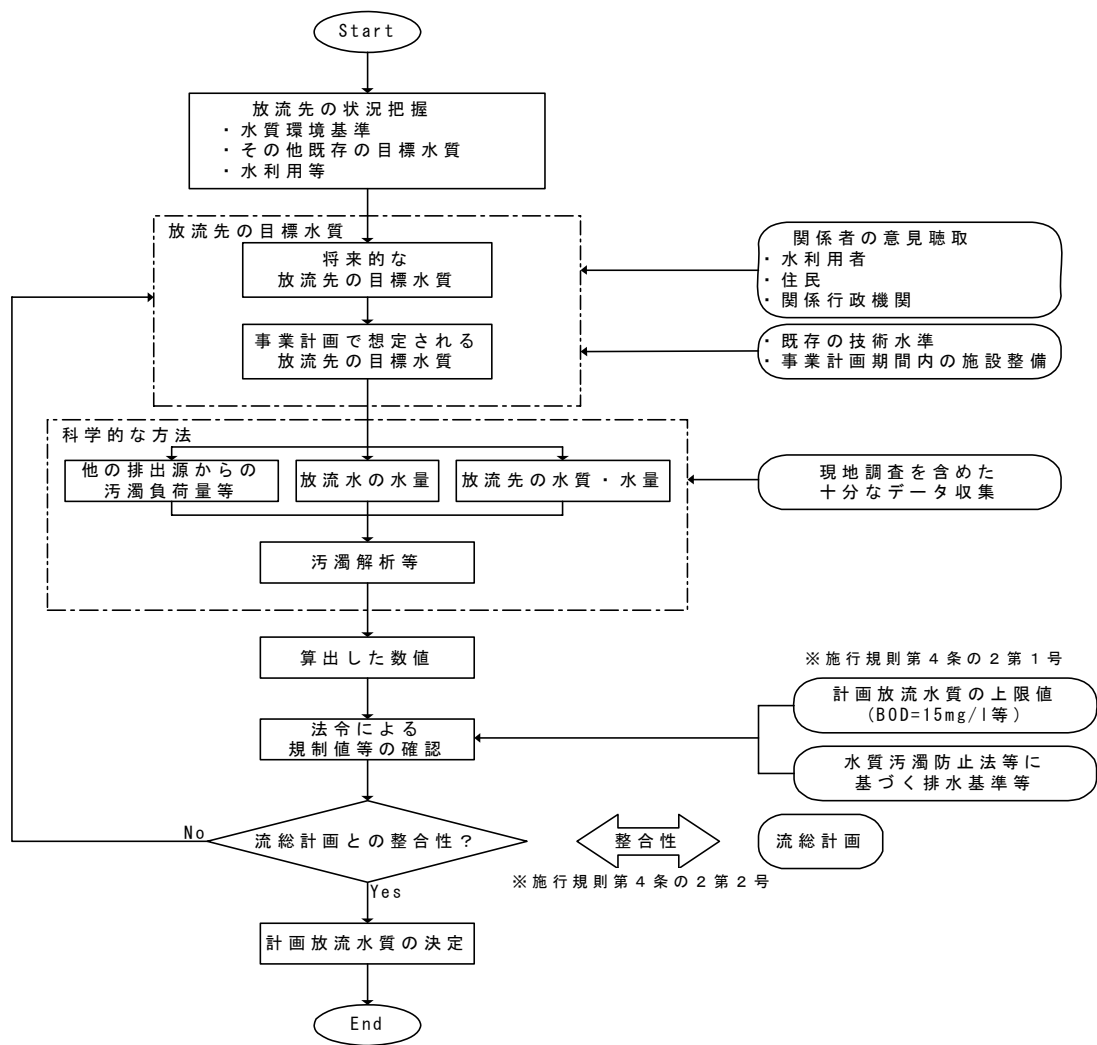 Start
放流先の状況把握
・水質環境基準
・その他既存の目標水質
・水利用等
放流先の目標水質
将来的な
放流先の目標水質
関係者の意見聴取
・水利用者
・住民
・関係行政機関
事業計画で想定される
放流先の目標水質
・既存の技術水準
・事業計画期間内の施設整備
科学的な方法
他の排出源からの
汚濁負荷量等
放流水の水量
放流先の水質・水量
現地調査を含めた
十分なデータ収集
汚濁解析等
算出した数値
※施行規則第4条の2第1号
計画放流水質の上限値
(BOD=15mg/l等)
法令による
規制値等の確認
水質汚濁防止法等に
基づく排水基準等
No
流総計画との整合性？
整合性
流総計画
※施行規則第4条の2第2号
Yes
計画放流水質の決定
End